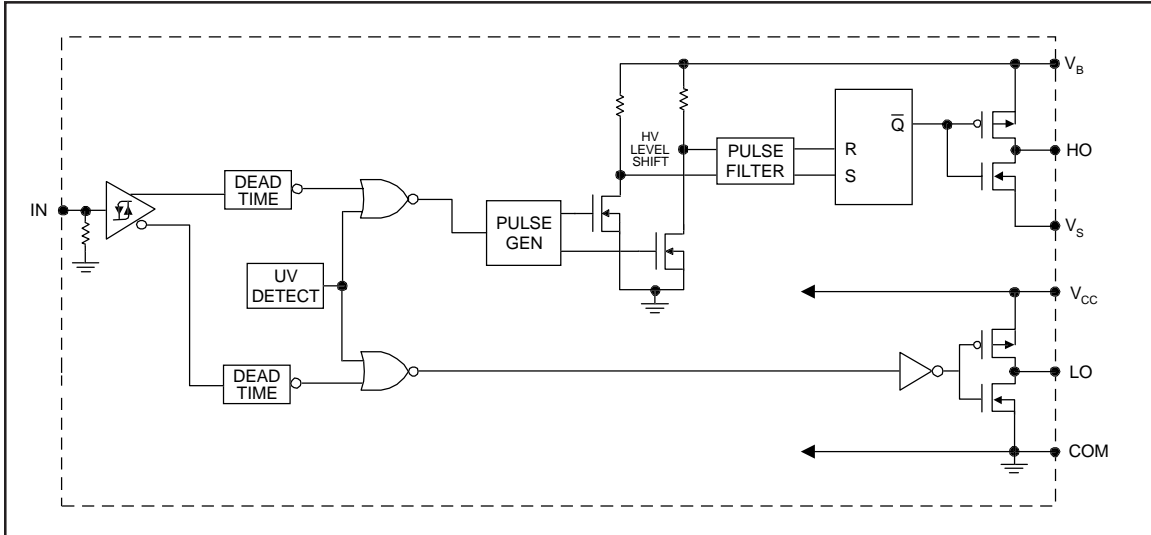 V_B
HV
LEVEL
SHIFT
Q̅
R
S
PULSE
FILTER
HO
DEAD
TIME
IN
PULSE
GEN
V_S
UV
DETECT
V_CC
DEAD
TIME
LO
COM